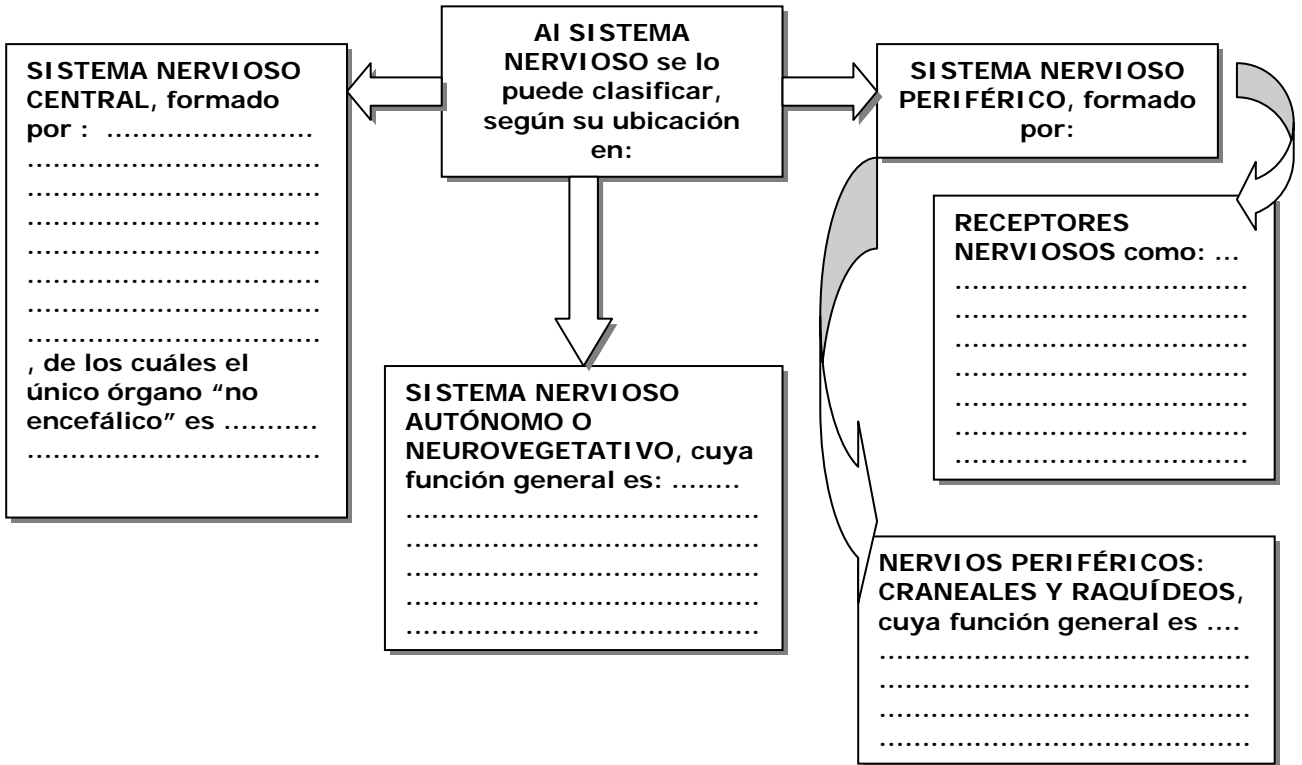 Al SISTEMA
NERVIOSO se lo
puede clasificar,
según su ubicación
en:
SISTEMA NERVIOSO
CENTRAL, formado
por : ........................
..................................
..................................
..................................
..................................
..................................
..................................
..................................
, de los cuáles el
único órgano “no
encefálico” es ...........
..................................
SISTEMA NERVIOSO
AUTÓNOMO O
NEUROVEGETATIVO, cuya
función general es: ........
.........................................
.........................................
.........................................
.........................................
.........................................
SISTEMA NERVIOSO
PERIFÉRICO, formado
por:
RECEPTORES
NERVIOSOS como: ...
..................................
..................................
..................................
..................................
..................................
..................................
..................................
NERVIOS PERIFÉRICOS:
CRANEALES Y RAQUÍDEOS,
cuya función general es ....
...........................................
...........................................
...........................................
...........................................